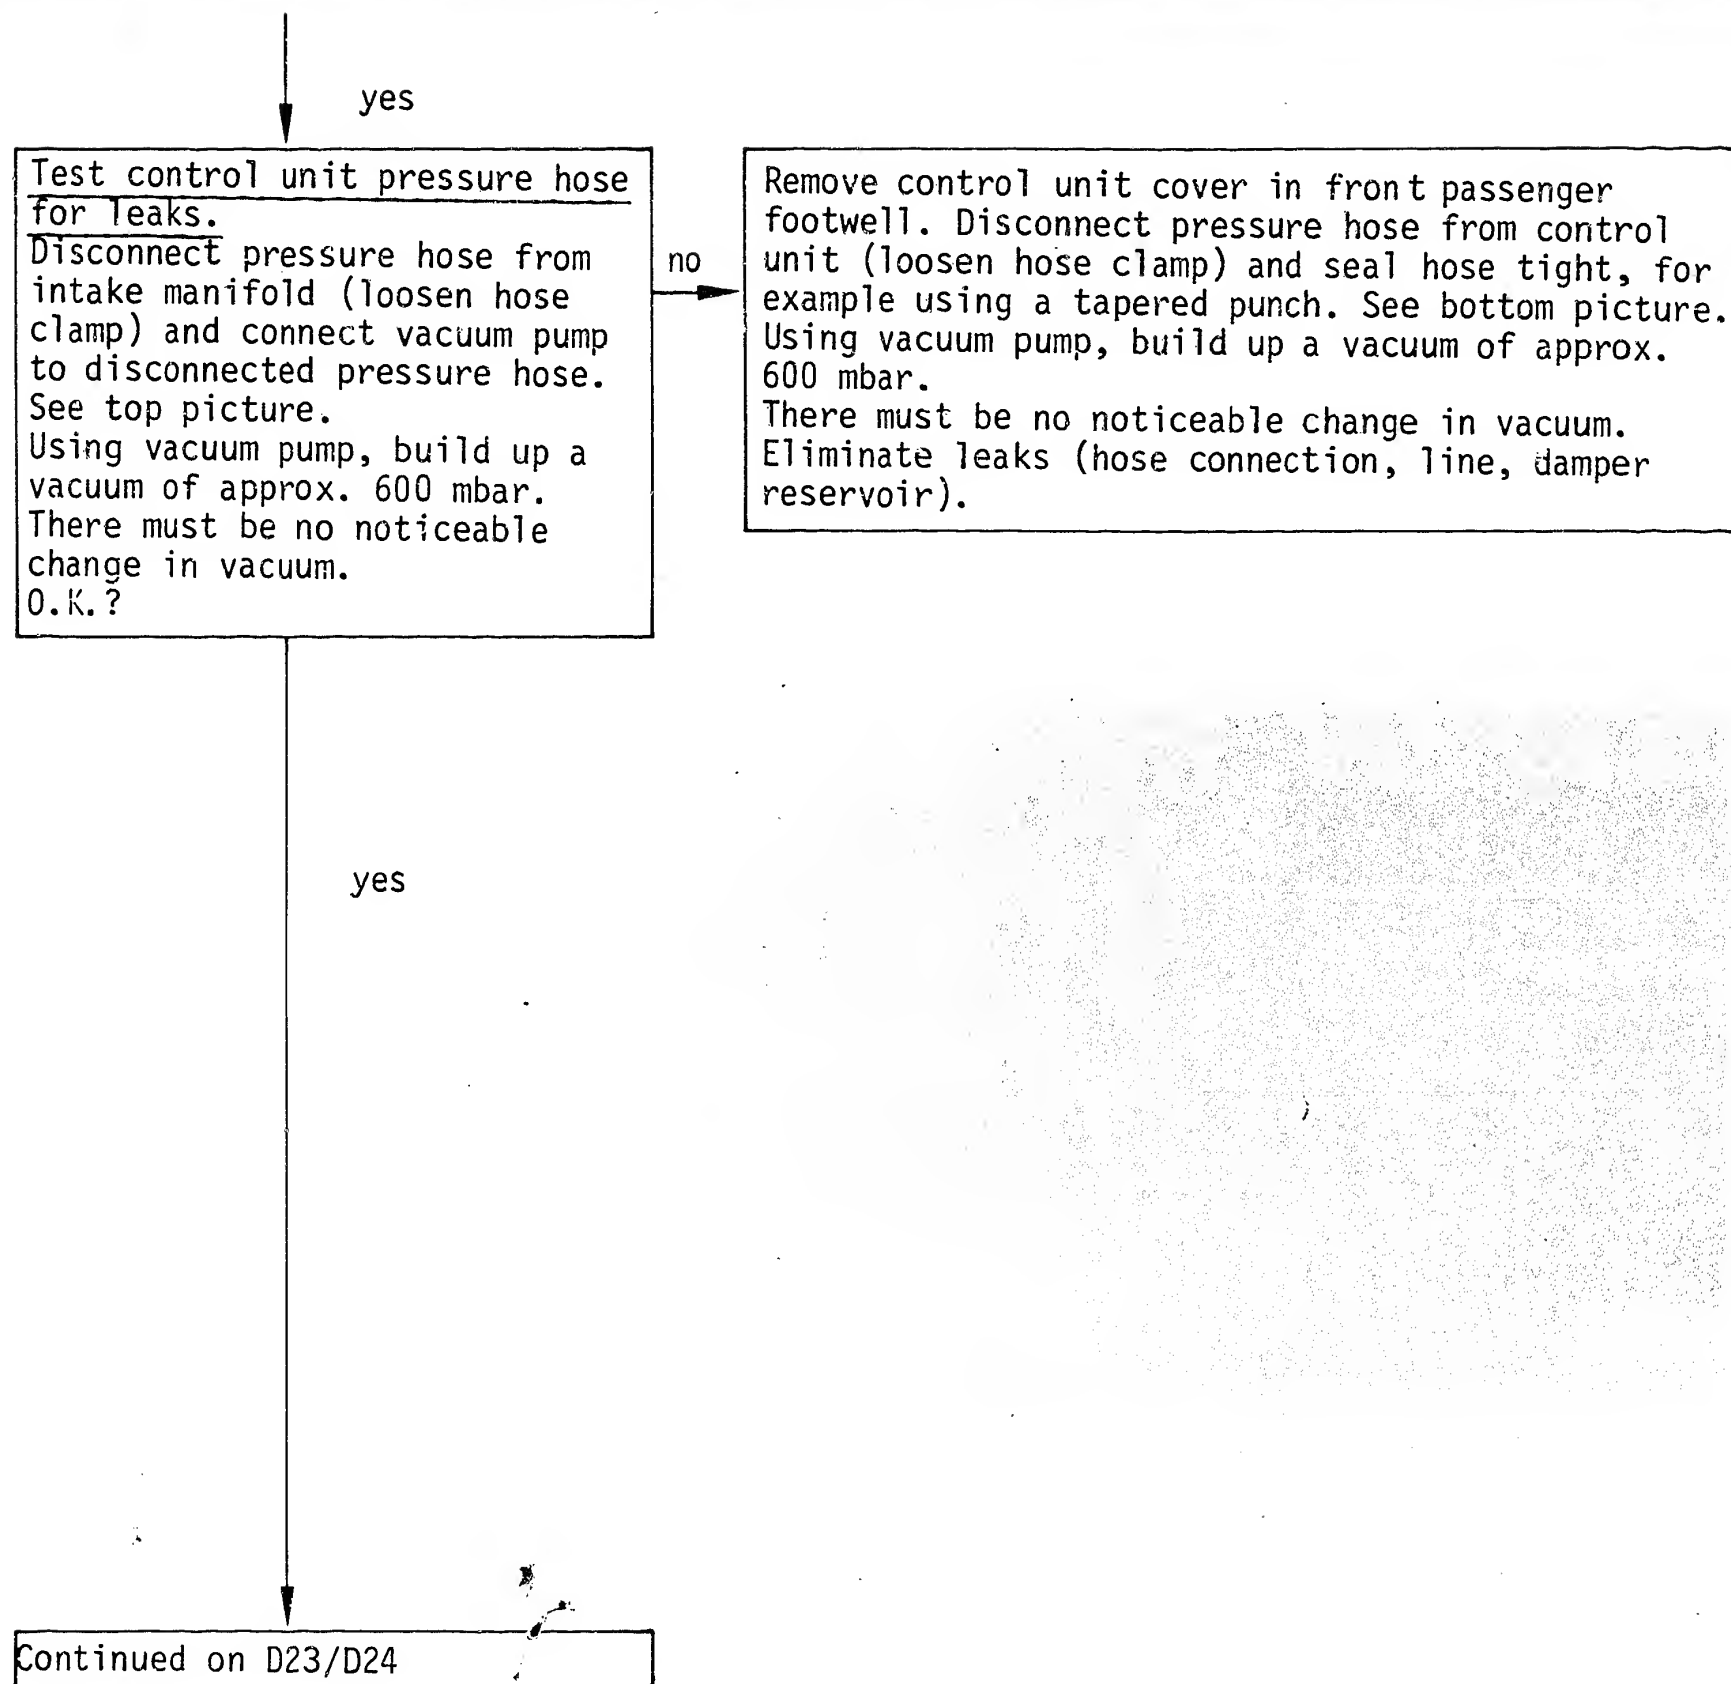 yes
Test control unit pressure hose
for leaks.
Disconnect pressure hose from
intake manifold (loosen hose
clamp) and connect vacuum pump
to disconnected pressure hose.
See top picture.
Using vacuum pump, build up a
vacuum of approx. 600 mbar.
There must be no noticeable
change in vacuum.
O.K.?
no
Remove control unit cover in front passenger
footwell. Disconnect pressure hose from control
unit (loosen hose clamp) and seal hose tight, for
example using a tapered punch. See bottom picture.
Using vacuum pump, build up a vacuum of approx.
600 mbar.
There must be no noticeable change in vacuum.
Eliminate leaks (hose connection, line, damper
reservoir).
yes
Continued on D23/D24